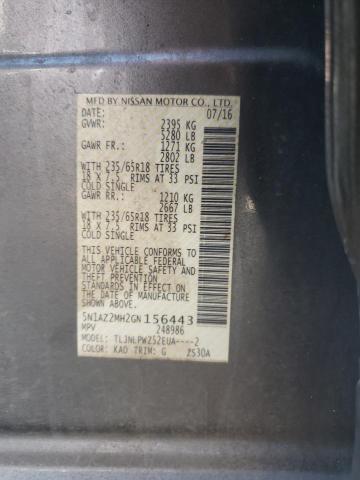 MFD BY NISSAN MOTOR CO., LTD.
DATE: 07/16
GVWR: 2395 KG
5280 LB
GAWR FR.: 1271 KG
2802 LB
WITH 235/65R18 TIRES
18 X 7.5 RIMS AT 33 PSI
COLD SINGLE
GAWR RR.: 1210 KG
2667 LB
WITH 235/65R18 TIRES
18 X 7.5 RIMS AT 33 PSI
COLD SINGLE
THIS VEHICLE CONFORMS TO
ALL APPLICABLE FEDERAL
MOTOR VEHICLE SAFETY AND
THEFT PREVENTION STANDARDS
IN EFFECT ON THE DATE OF
MANUFACTURE SHOWN ABOVE.
5N1AZ2MH2GN156443
MPV 248986
MODEL: TLJNLPWZ52EUA----2
COLOR: KAD TRIM: G 2S30A